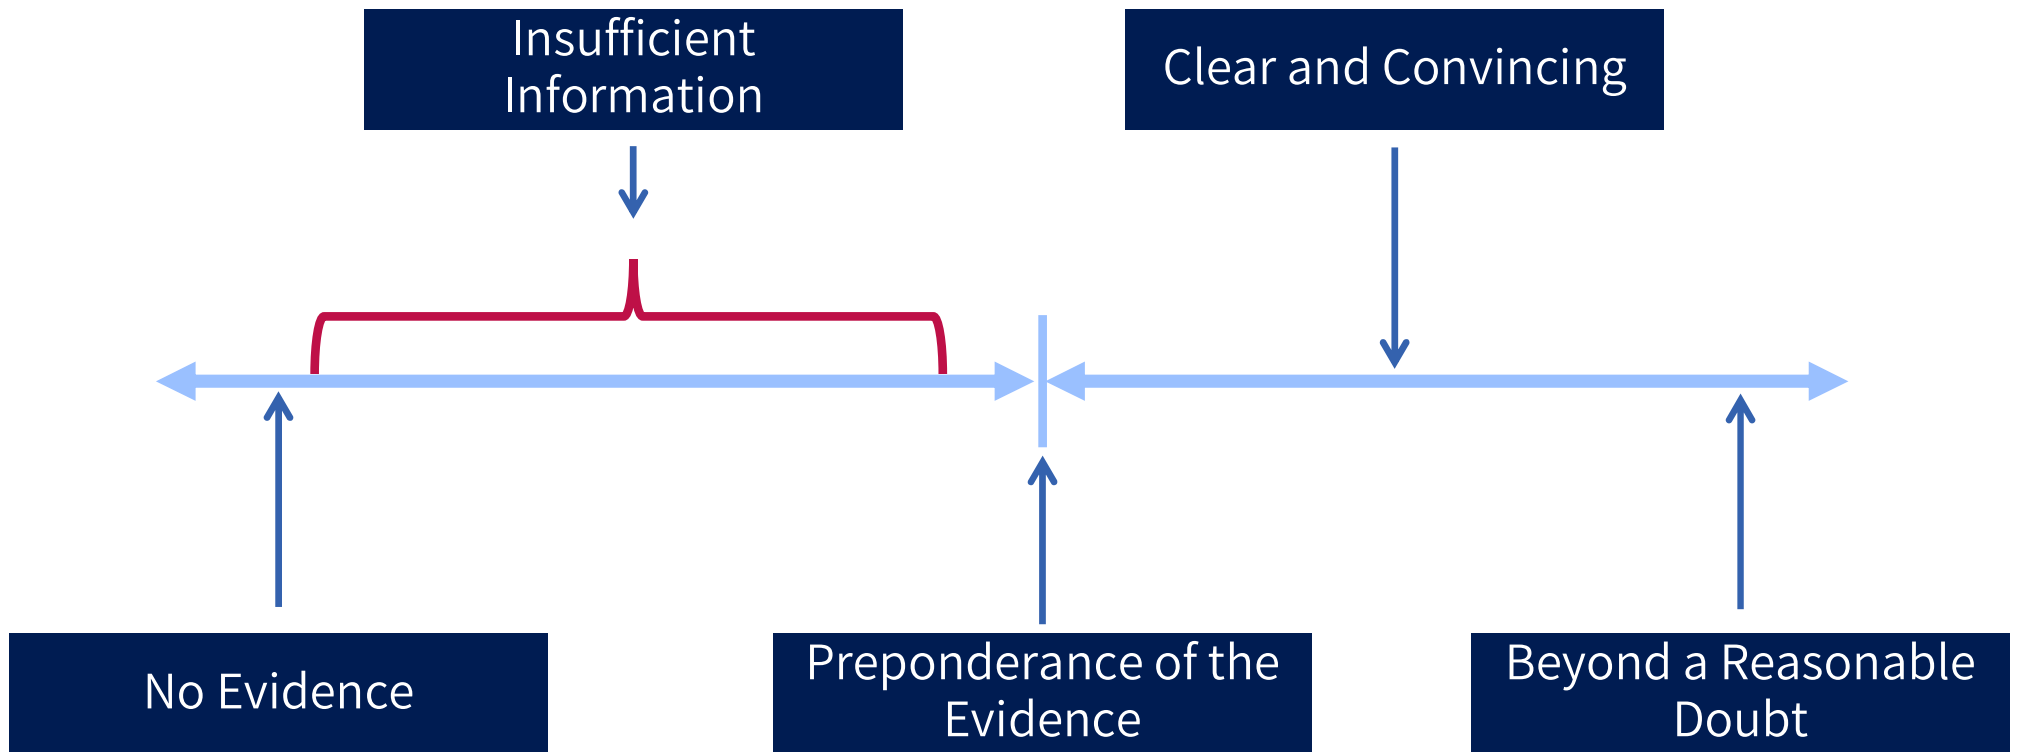 Insufficient
Information
Clear and Convincing
No Evidence
Preponderance of the
Evidence
Beyond a Reasonable
Doubt